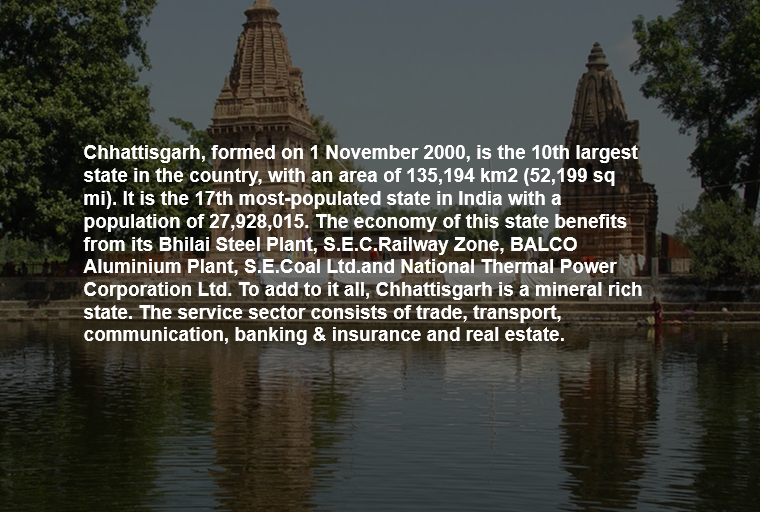 Chhattisgarh, formed on 1 November 2000, is the 10th largest
state in the country, with an area of 135,194 km2 (52,199 sq
mi). It is the 17th most-populated state in India with a
population of 27,928,015. The economy of this state benefits
from its Bhilai Steel Plant, S.E.C.Railway Zone, BALCO
Aluminium Plant, S.E.Coal Ltd.and National Thermal Power
Corporation Ltd. To add to it all, Chhattisgarh is a mineral rich
state. The service sector consists of trade, transport,
communication, banking & insurance and real estate.